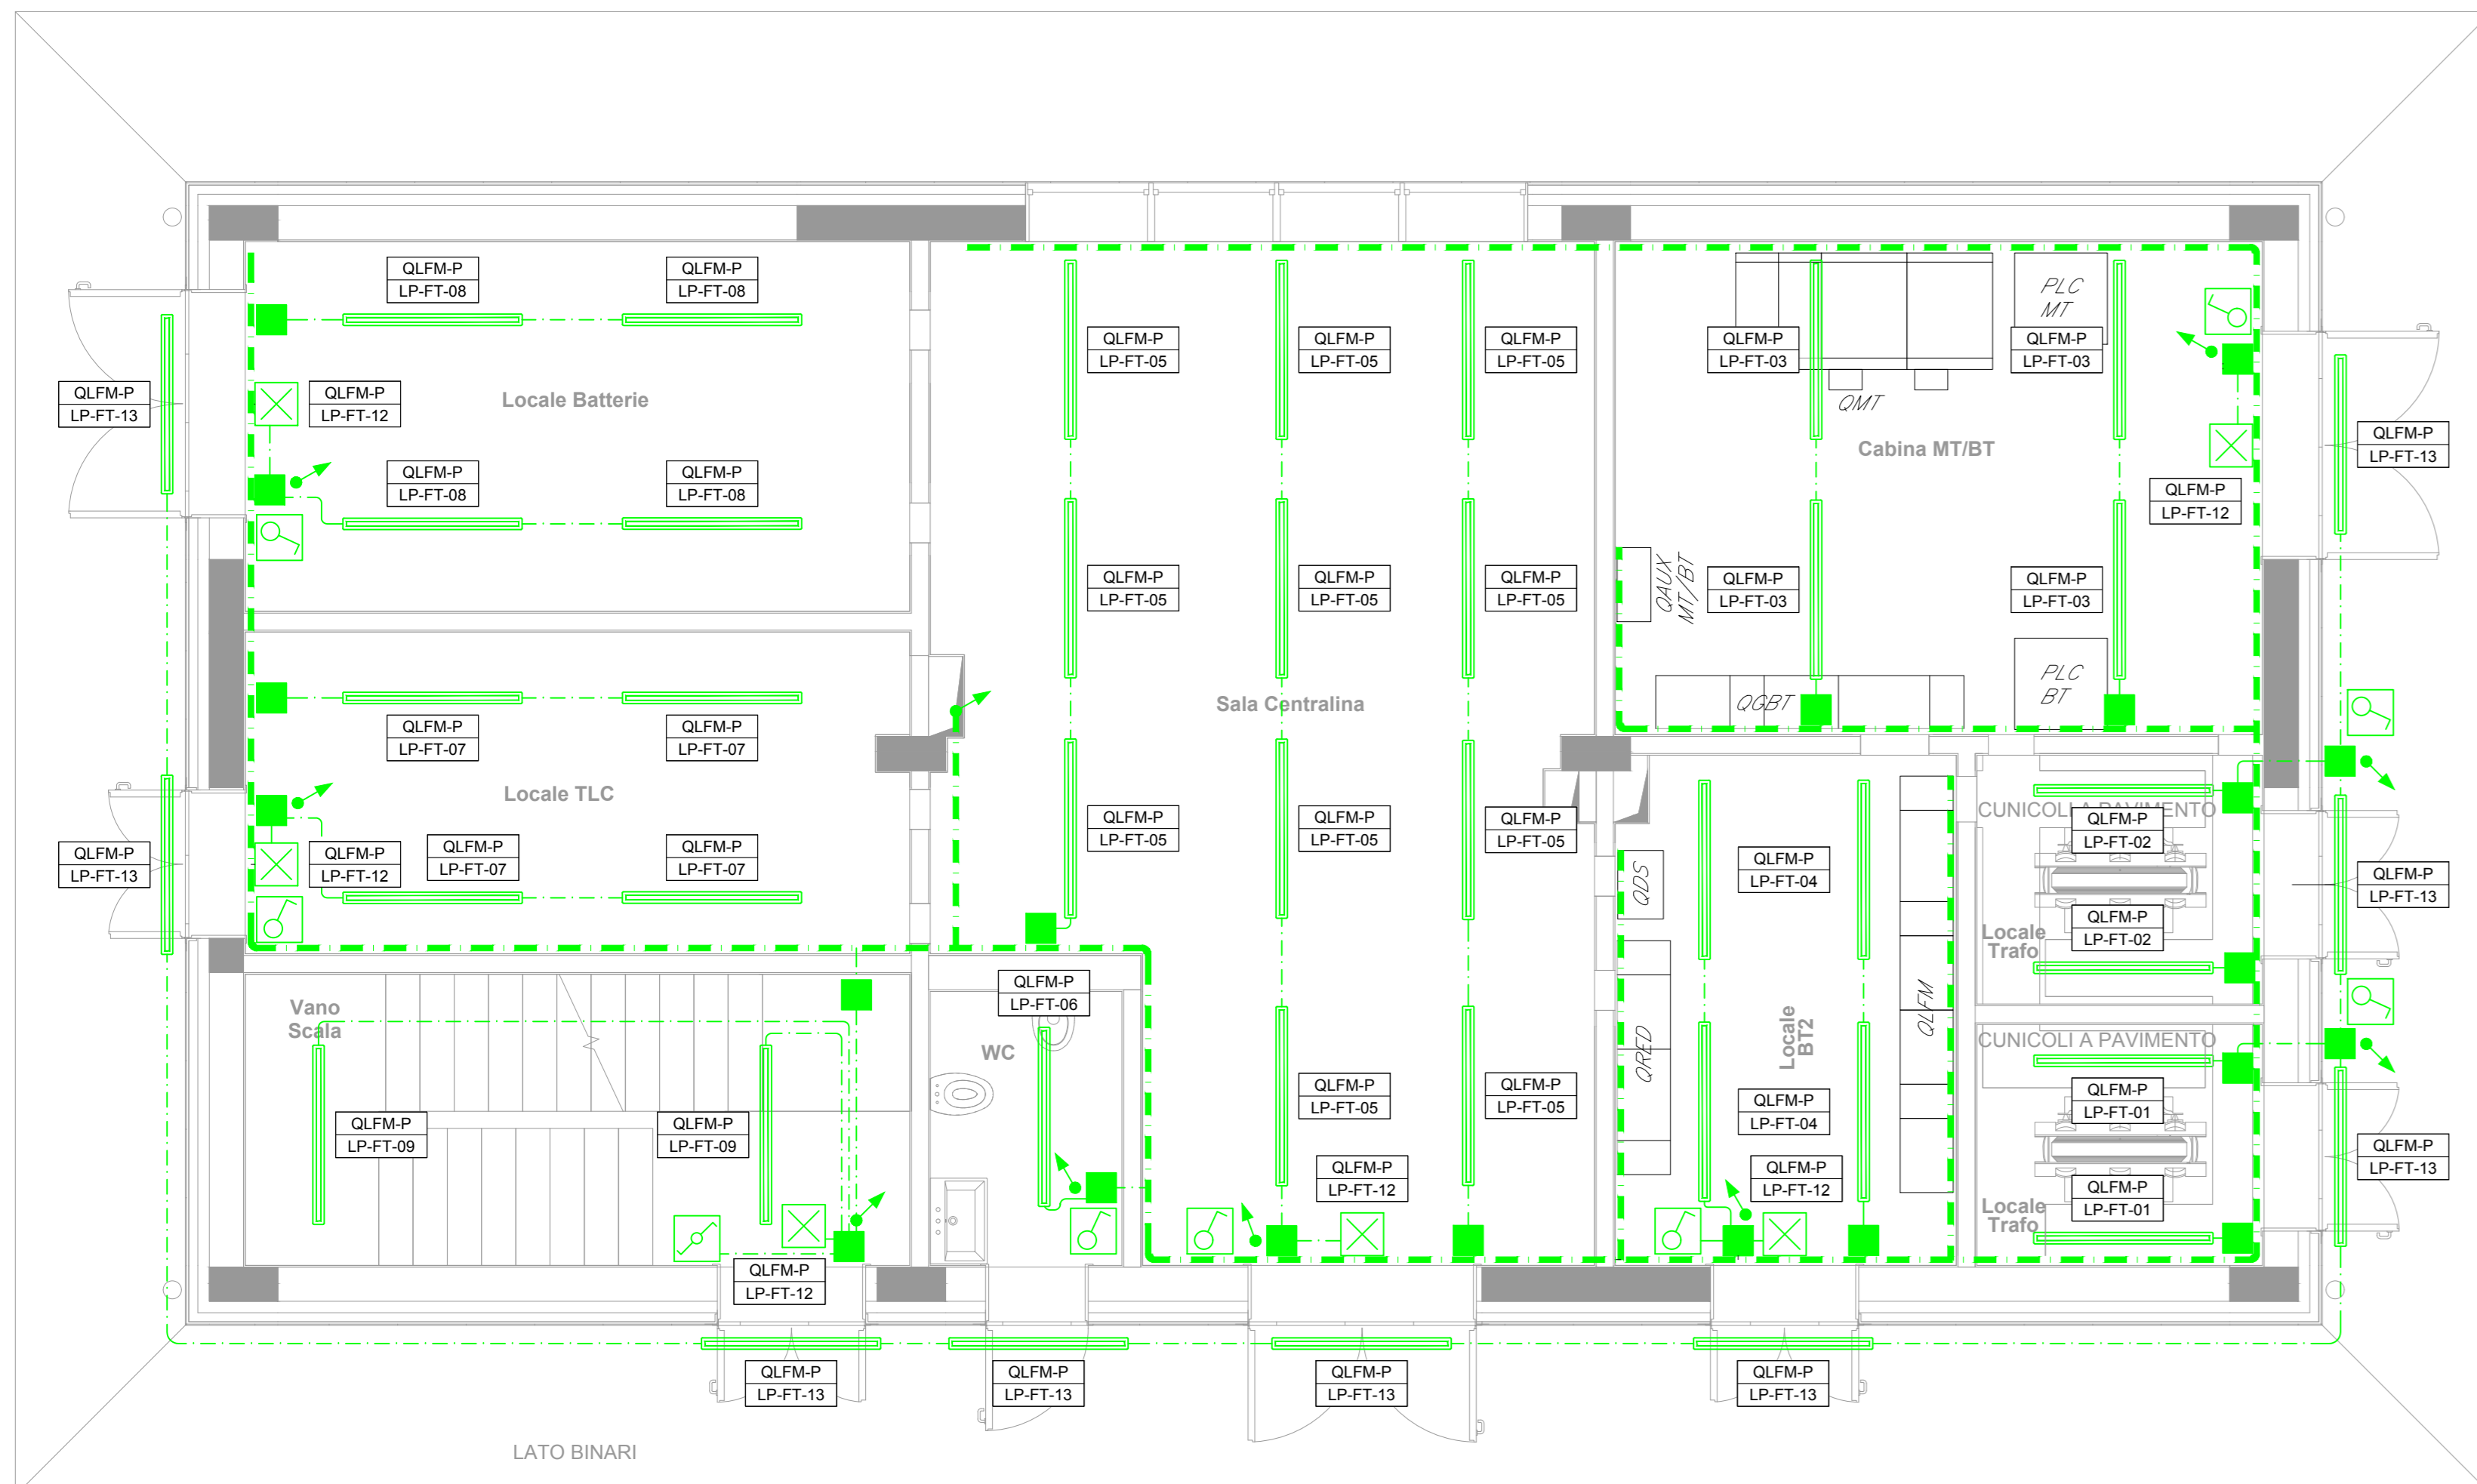 QLFM-P
LP-FT-08
QLFM-P
LP-FT-08
QLFM-P
LP-FT-13
QLFM-P
LP-FT-12
Locale Batterie
QLFM-P
LP-FT-08
QLFM-P
LP-FT-08
QLFM-P
LP-FT-07
QLFM-P
LP-FT-07
Locale TLC
QLFM-P
LP-FT-13
QLFM-P
LP-FT-12
QLFM-P
LP-FT-07
QLFM-P
LP-FT-07
Vano
Scala
QLFM-P
LP-FT-09
QLFM-P
LP-FT-09
QLFM-P
LP-FT-12
QLFM-P
LP-FT-06
WC
QLFM-P
LP-FT-05
QLFM-P
LP-FT-05
QLFM-P
LP-FT-05
QLFM-P
LP-FT-05
QLFM-P
LP-FT-05
QLFM-P
LP-FT-05
Sala Centralina
QLFM-P
LP-FT-05
QLFM-P
LP-FT-05
QLFM-P
LP-FT-05
QLFM-P
LP-FT-05
QLFM-P
LP-FT-05
QLFM-P
LP-FT-12
PLC
MT
QLFM-P
LP-FT-03
QLFM-P
LP-FT-03
QMT
Cabina MT/BT
QLFM-P
LP-FT-13
QLFM-P
LP-FT-12
QAUX
MT/BT
QLFM-P
LP-FT-03
QLFM-P
LP-FT-03
QGBT
PLC
BT
QDS
QLFM-P
LP-FT-04
QRED
Locale
BT2
QLFM
QLFM-P
LP-FT-04
QLFM-P
LP-FT-12
CUNICOLI A PAVIMENTO
QLFM-P
LP-FT-02
QLFM-P
LP-FT-13
QLFM-P
LP-FT-02
Locale
Trafo
CUNICOLI A PAVIMENTO
QLFM-P
LP-FT-01
QLFM-P
LP-FT-13
QLFM-P
LP-FT-01
Locale
Trafo
QLFM-P
LP-FT-13
QLFM-P
LP-FT-13
QLFM-P
LP-FT-13
QLFM-P
LP-FT-13
LATO BINARI